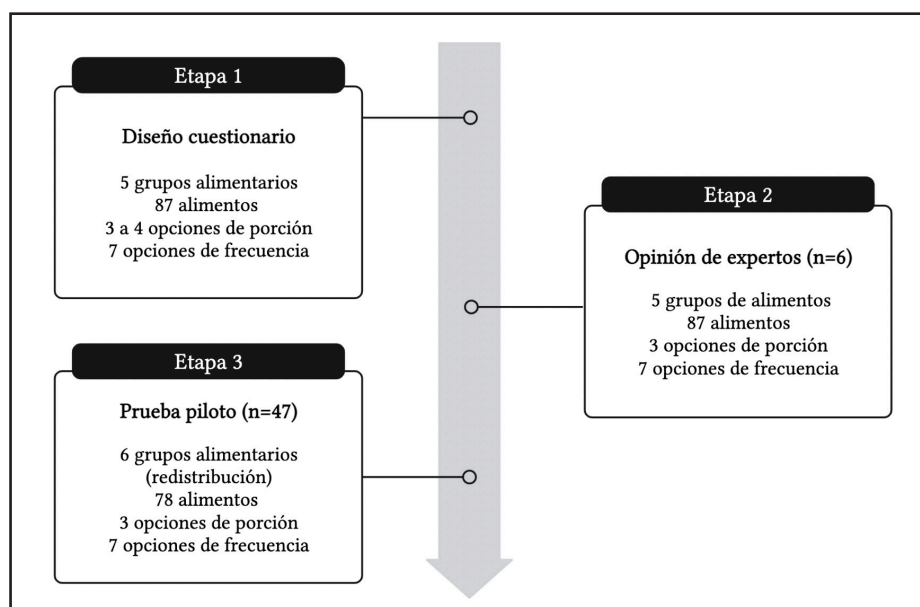 Etapa 1
Diseño cuestionario
5 grupos alimentarios
87 alimentos
3 a 4 opciones de porción
7 opciones de frecuencia
Etapa 2
Opinión de expertos (n=6)
5 grupos de alimentos
87 alimentos
3 opciones de porción
7 opciones de frecuencia
Etapa 3
Prueba piloto (n=47)
6 grupos alimentarios
(redistribución)
78 alimentos
3 opciones de porción
7 opciones de frecuencia